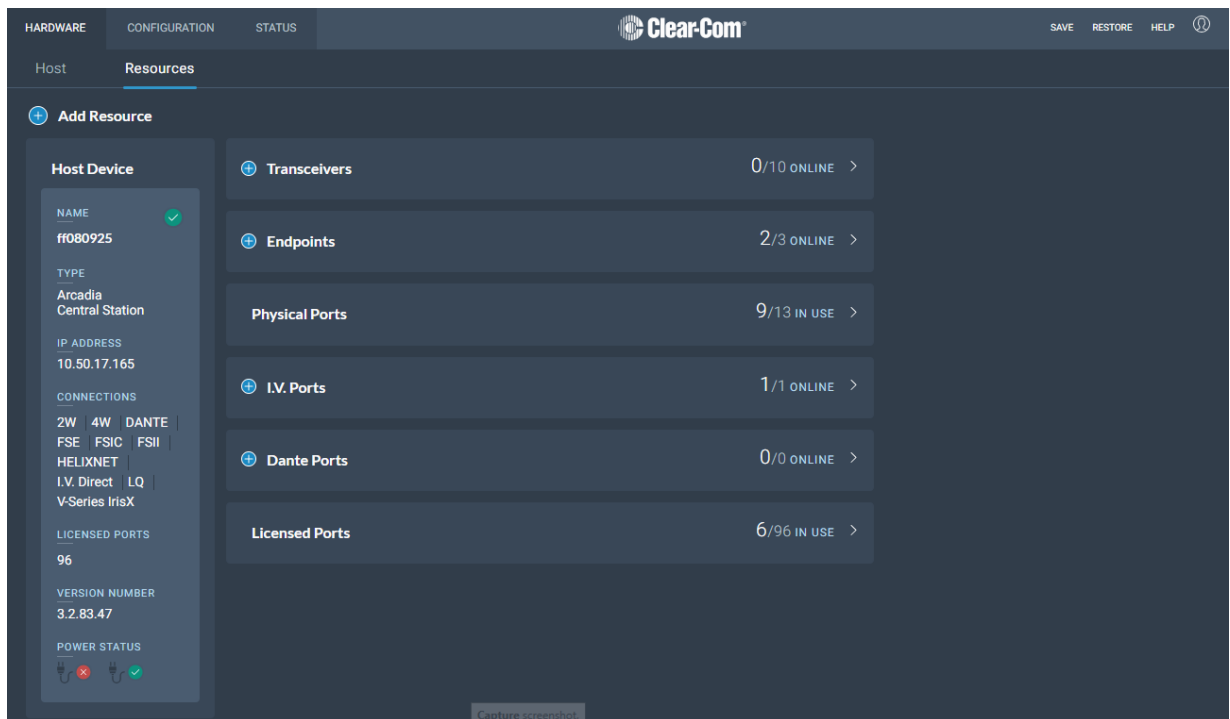 HARDWARE CONFIGURATION STATUS Clear-Com® SAVE RESTORE HELP
Host Resources
Add Resource
Host Device
NAME
ff080925
TYPE
Arcadia
Central Station
IP ADDRESS
10.50.17.165
CONNECTIONS
2W 4W DANTE
FSE FSIC FSII
HELIXNET
I.V. Direct LQ
V-Series IrisX
LICENSED PORTS
96
VERSION NUMBER
3.2.83.47
POWER STATUS
Transceivers 0/10 ONLINE
Endpoints 2/3 ONLINE
Physical Ports 9/13 IN USE
I.V. Ports 1/1 ONLINE
Dante Ports 0/0 ONLINE
Licensed Ports 6/96 IN USE
Capture screenshot